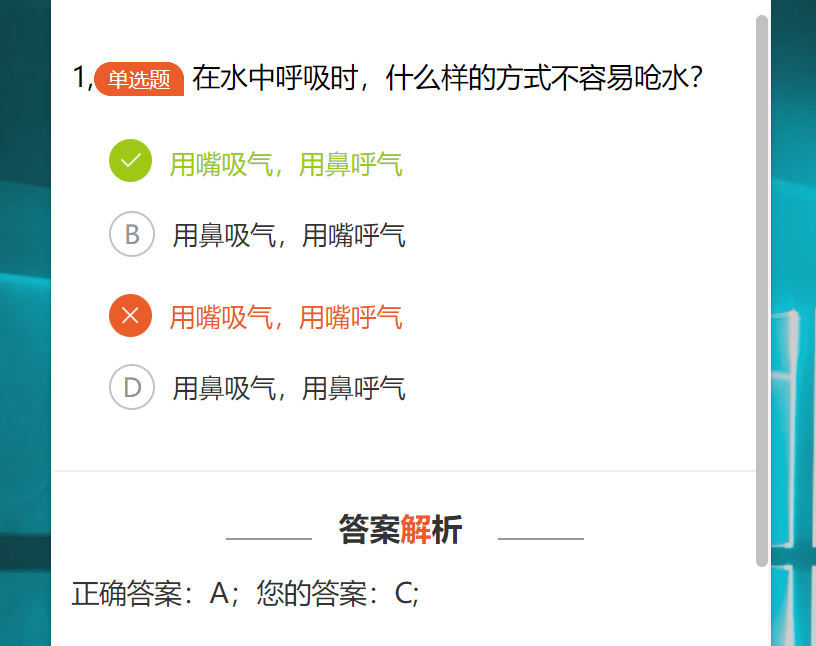 1,单选题 在水中呼吸时，什么样的方式不容易呛水？
用嘴吸气，用鼻呼气
B 用鼻吸气，用嘴呼气
用嘴吸气，用嘴呼气
D 用鼻吸气，用鼻呼气
答案解析
正确答案：A；您的答案：C;